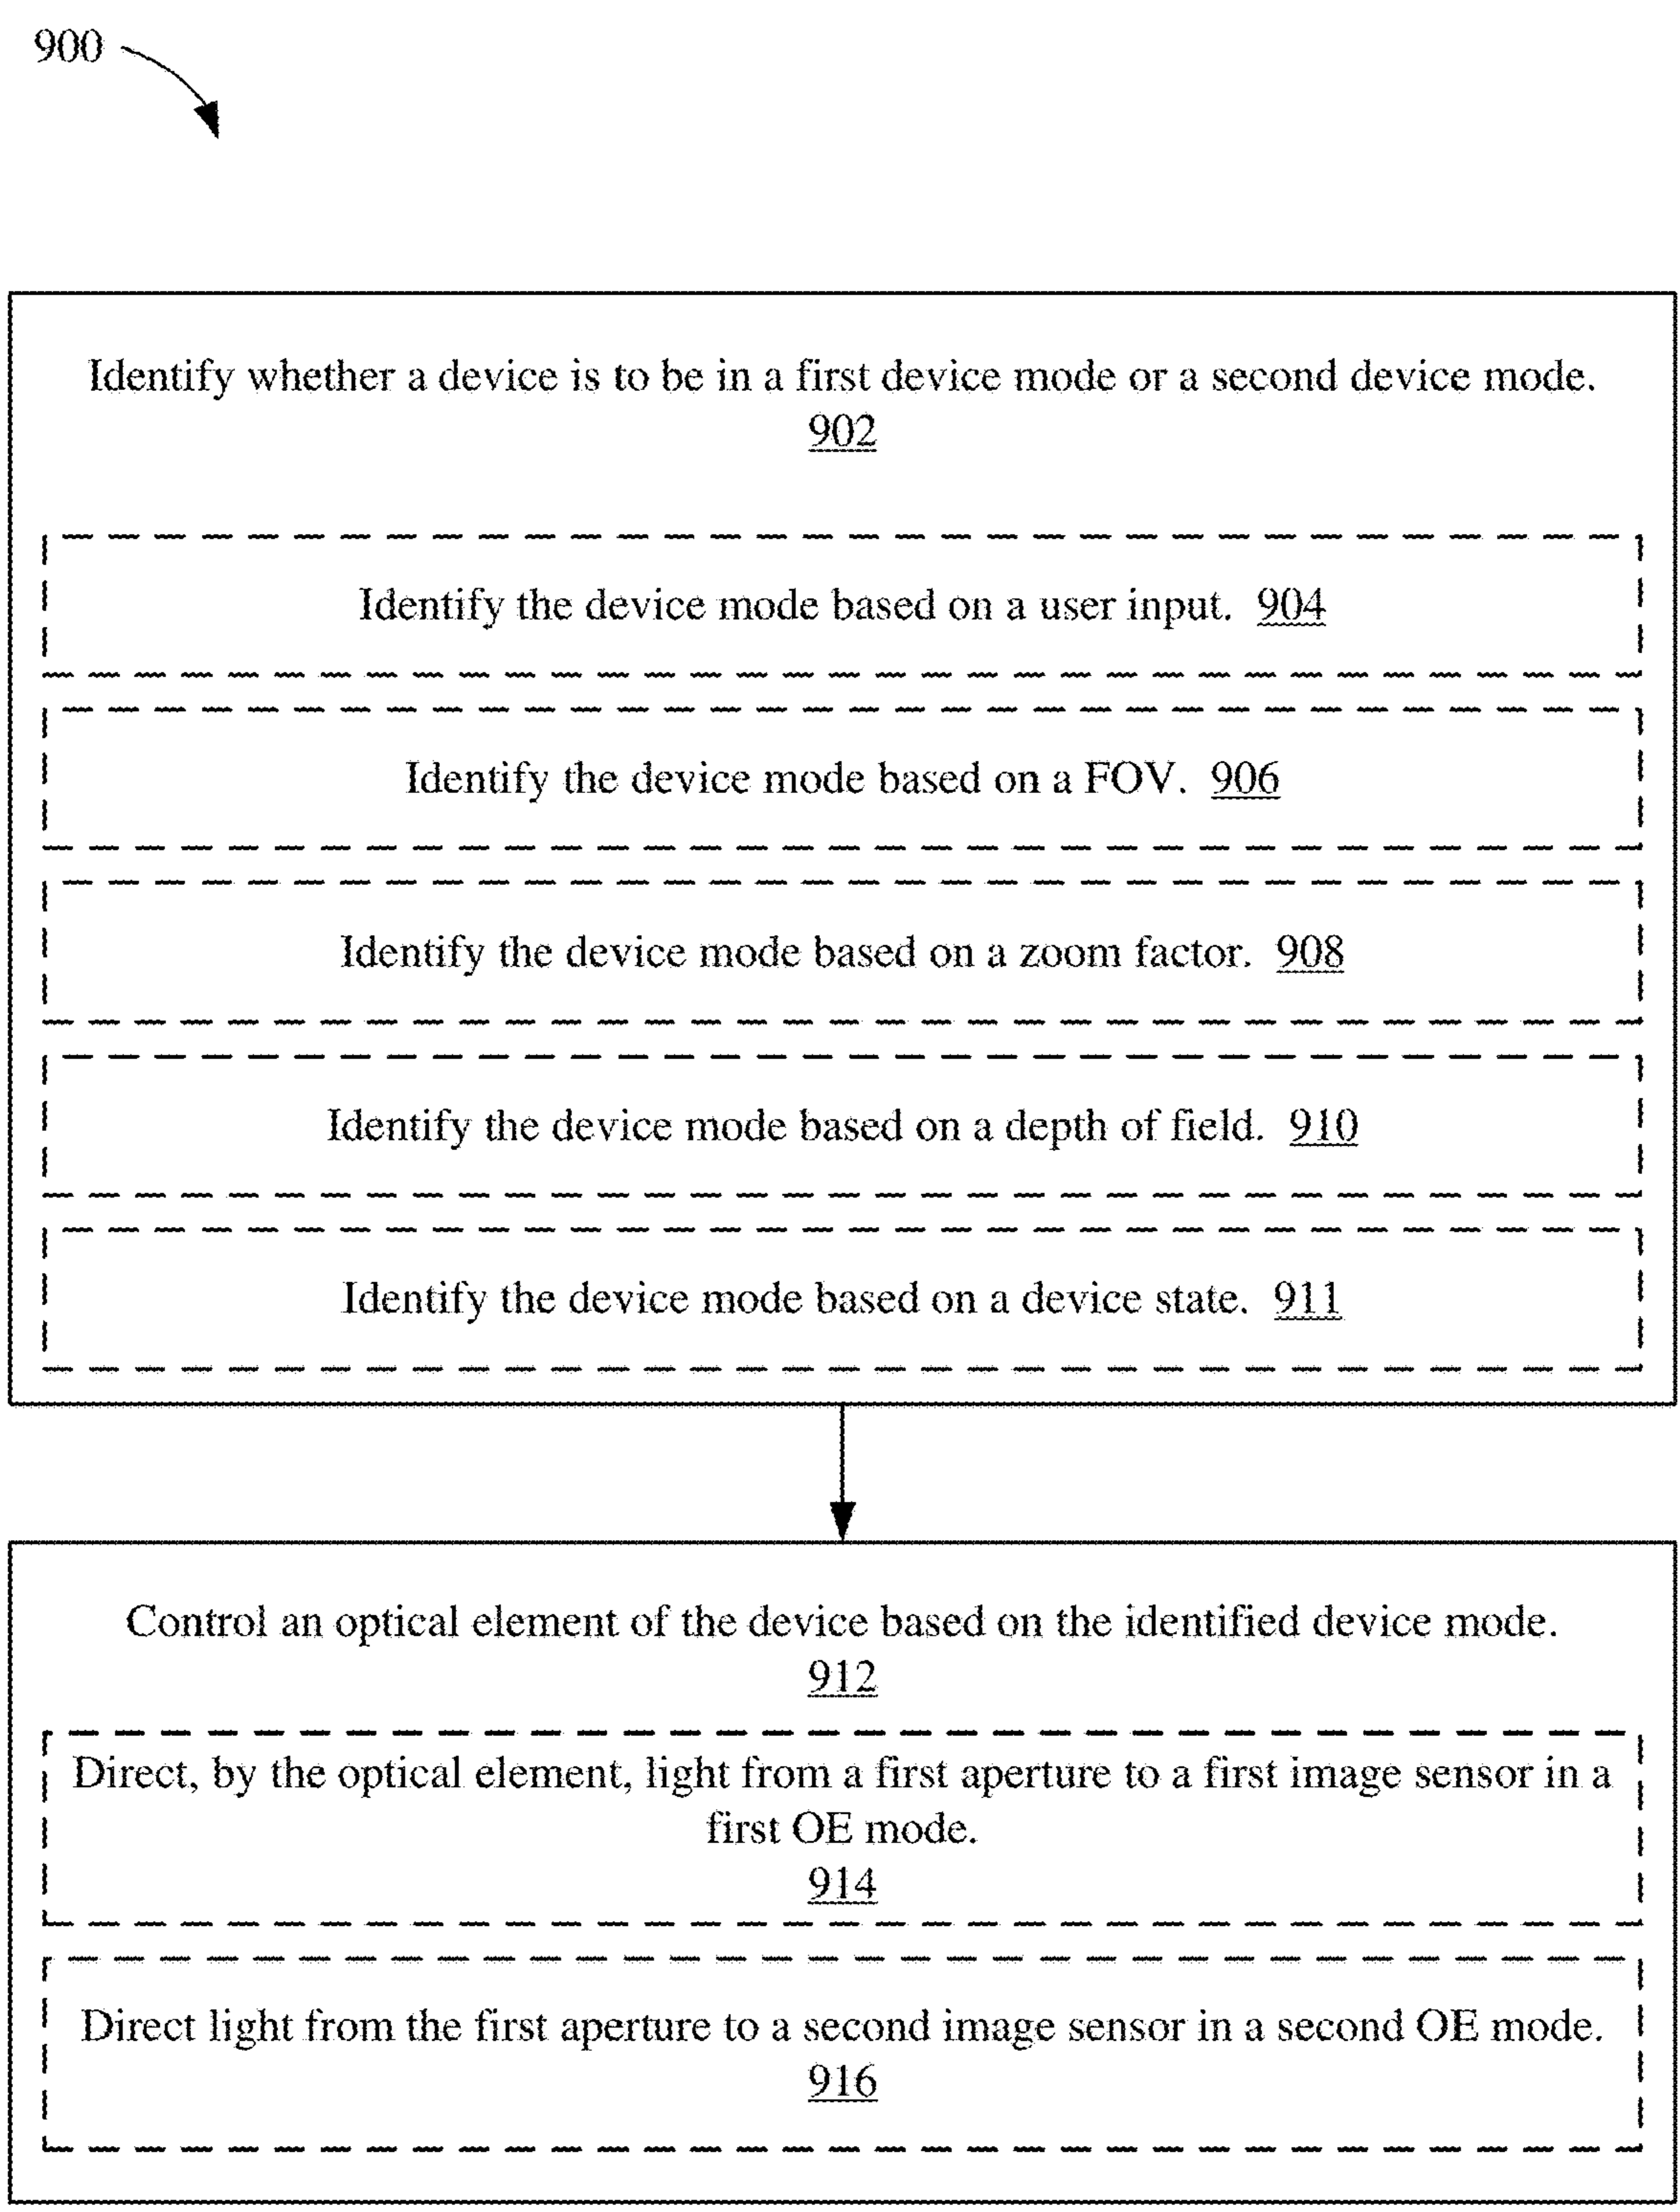 900
Identify whether a device is to be in a first device mode or a second device mode.
902
Identify the device mode based on a user input. 904
Identify the device mode based on a FOV. 906
Identify the device mode based on a zoom factor. 908
Identify the device mode based on a depth of field. 910
Identify the device mode based on a device state. 911
Control an optical element of the device based on the identified device mode.
912
Direct, by the optical element, light from a first aperture to a first image sensor in a
first OE mode.
914
Direct light from the first aperture to a second image sensor in a second OE mode.
916